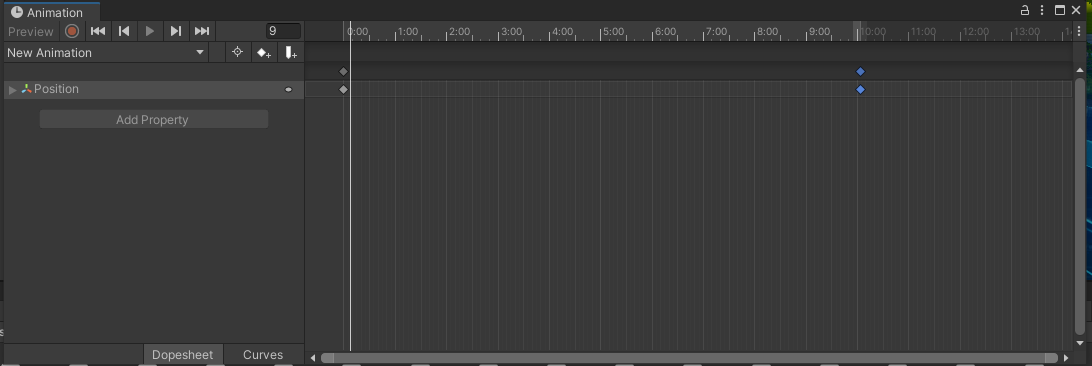 Animation
Preview 9
0:00 1:00 2:00 3:00 4:00 5:00 6:00 7:00 8:00 9:00 10:00 11:00 12:00 13:00
New Animation
Position
Add Property
Dopesheet Curves